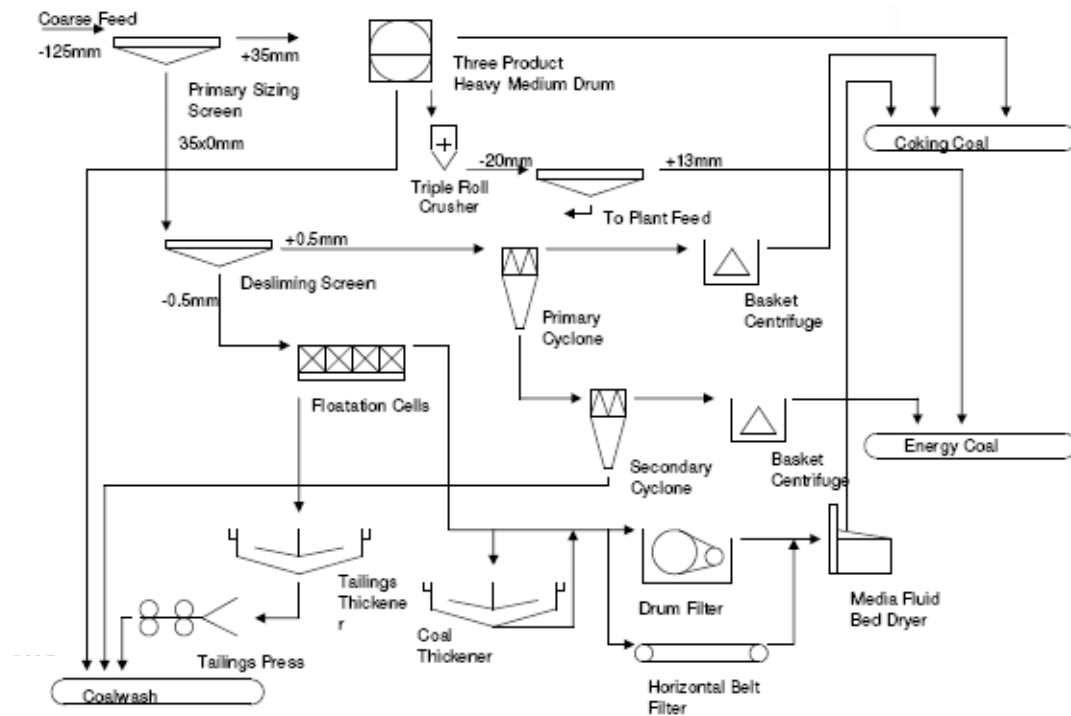 Coarse Feed
-125mm
+35mm
Primary Sizing
Screen
35x0mm
Three Product
Heavy Medium Drum
Triple Roll
Crusher
-20mm
+13mm
To Plant Feed
Coking Coal
+0.5mm
Desliming Screen
-0.5mm
Primary
Cyclone
Basket
Centrifuge
Floatation Cells
Secondary
Cyclone
Basket
Centrifuge
Energy Coal
Tailings
Thickene
r
Coal
Thickener
Drum Filter
Media Fluid
Bed Dryer
Tailings Press
Horizontal Belt
Filter
Coalwash